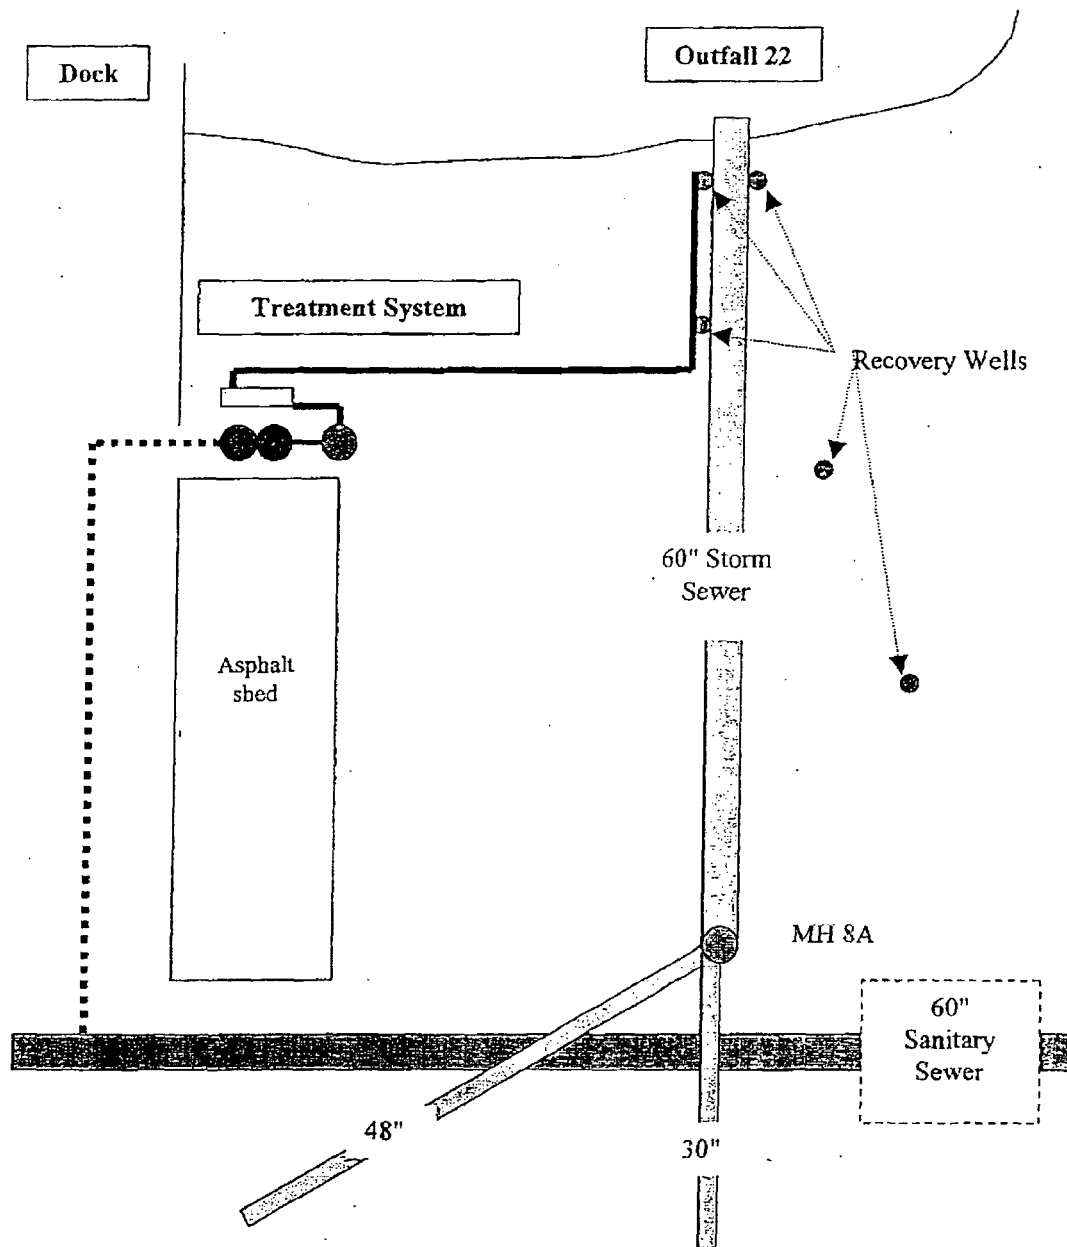 Dock
Outfall 22
Treatment System
Recovery Wells
60" Storm
Sewer
Asphalt
shed
MH 8A
60"
Sanitary
Sewer
48"
30"